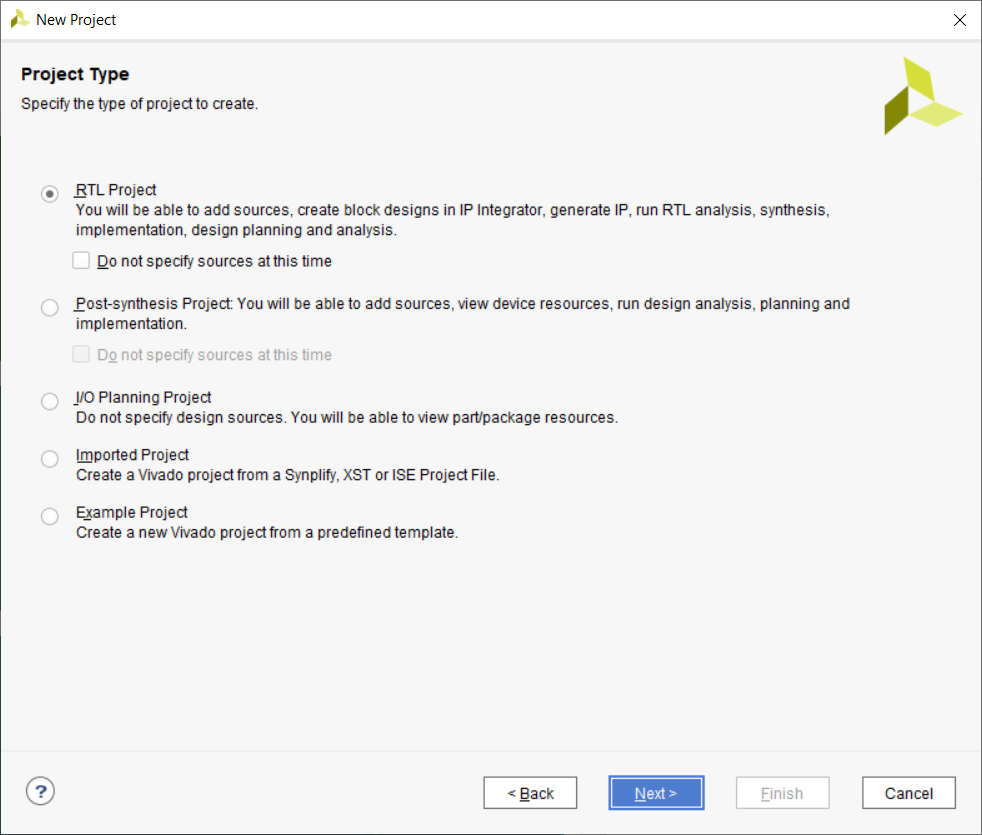 New Project
Project Type
Specify the type of project to create.
RTL Project
You will be able to add sources, create block designs in IP Integrator, generate IP, run RTL analysis, synthesis,
implementation, design planning and analysis.
Do not specify sources at this time
Post-synthesis Project: You will be able to add sources, view device resources, run design analysis, planning and
implementation.
Do not specify sources at this time
I/O Planning Project
Do not specify design sources. You will be able to view part/package resources.
Imported Project
Create a Vivado project from a Synplify, XST or ISE Project File.
Example Project
Create a new Vivado project from a predefined template.
? < Back Next > Finish Cancel